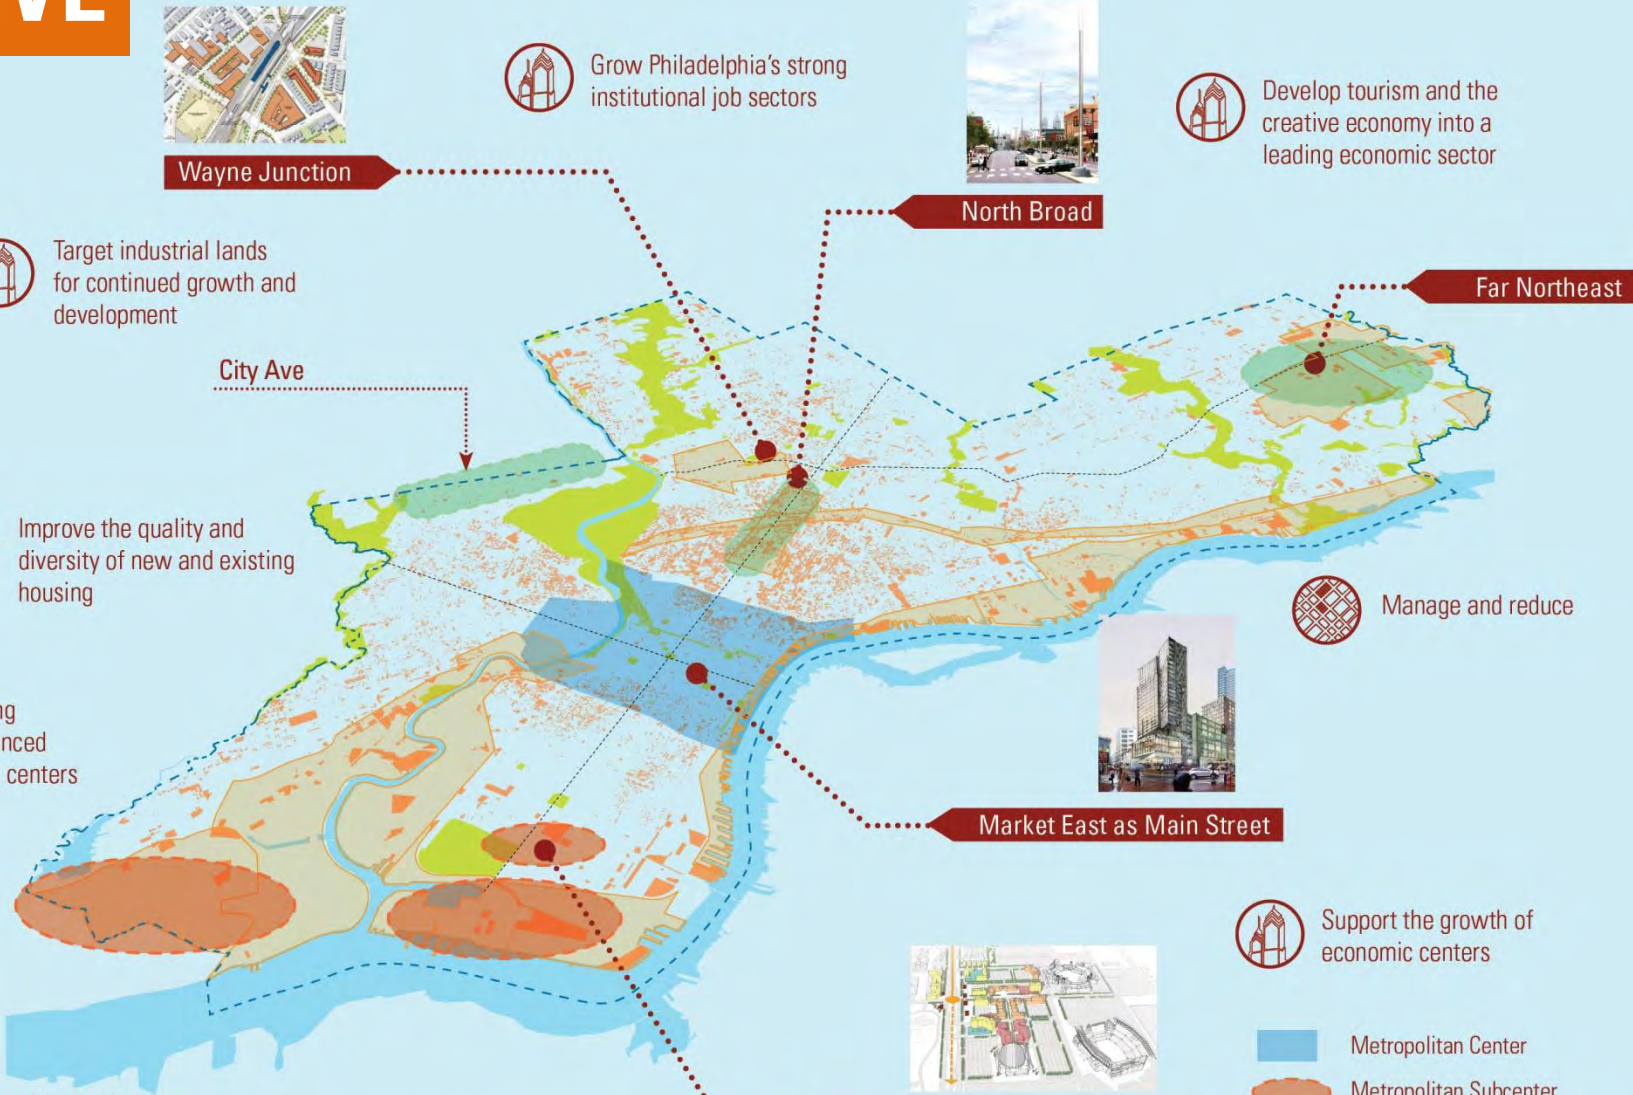 Grow Philadelphia's strong
institutional job sectors
Develop tourism and the
creative economy into a
leading economic sector
Wayne Junction
North Broad
Target industrial lands
for continued growth and
development
Far Northeast
City Ave
Improve the quality and
diversity of new and existing
housing
Manage and reduce
centers
Market East as Main Street
Support the growth of
economic centers
Metropolitan Center
Metropolitan Subcenter